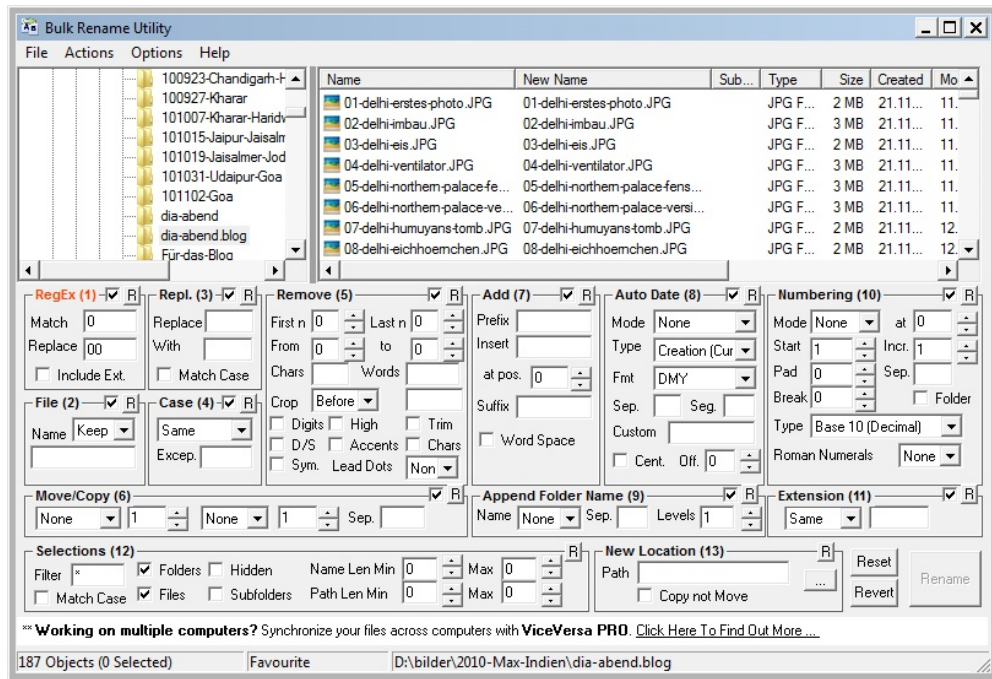 Bulk Rename Utility
File Actions Options Help
100923-Chandigarh-H
100927-Kharar
101007-Kharar-Haridv
101015-Jaipur-Jaisalm
101019-Jaisalmer-Jod
101031-Udaipur-Goa
101102-Goa
dia-abend
dia-abend.blog
Für-das-Blog
Name New Name Sub... Type Size Created Mo
01-delhi-erstes-photo.JPG 01-delhi-erstes-photo.JPG JPG F... 2 MB 21.11... 11.
02-delhi-imbau.JPG 02-delhi-imbau.JPG JPG F... 3 MB 21.11... 11.
03-delhi-eis.JPG 03-delhi-eis.JPG JPG F... 2 MB 21.11... 11.
04-delhi-ventilator.JPG 04-delhi-ventilator.JPG JPG F... 3 MB 21.11... 11.
05-delhi-northern-palace-fe... 05-delhi-northern-palace-fens... JPG F... 3 MB 21.11... 11.
06-delhi-northern-palace-ve... 06-delhi-northern-palace-versi... JPG F... 3 MB 21.11... 11.
07-delhi-humuyans-tomb.JPG 07-delhi-humuyans-tomb.JPG JPG F... 2 MB 21.11... 12.
08-delhi-eichhoernchen.JPG 08-delhi-eichhoernchen.JPG JPG F... 2 MB 21.11... 12.
RegEx (1) R
Match 0
Replace 00
Include Ext.
Repl. (3) R
Replace
With
Match Case
Remove (5) R
First n 0 Last n 0
From 0 to 0
Chars Words
Crop Before
Digits High Trim
D/S Accents Chars
Sym. Lead Dots Non
Add (7) R
Prefix
Insert
at pos. 0
Suffix
Word Space
Auto Date (8) R
Mode None
Type Creation (Cur
Fmt DMY
Sep. Seg.
Custom
Cent. Off. 0
Numbering (10) R
Mode None at 0
Start 1 Incr. 1
Pad 0 Sep.
Break 0 Folder
Type Base 10 (Decimal)
Roman Numerals None
File (2) R
Name Keep
Case (4) R
Same
Excep.
Move/Copy (6) R
None 1 None 1 Sep.
Append Folder Name (9) R
Name None Sep. Levels 1
Extension (11) R
Same
Selections (12) R
Filter * Folders Hidden Name Len Min 0 Max 0
Match Case Files Subfolders Path Len Min 0 Max 0
New Location (13) R
Path ...
Copy not Move
Reset
Revert
Rename
** Working on multiple computers? Synchronize your files across computers with ViceVersa PRO. Click Here To Find Out More ...
187 Objects (0 Selected) Favourite D:\bilder\2010-Max-Indien\dia-abend.blog